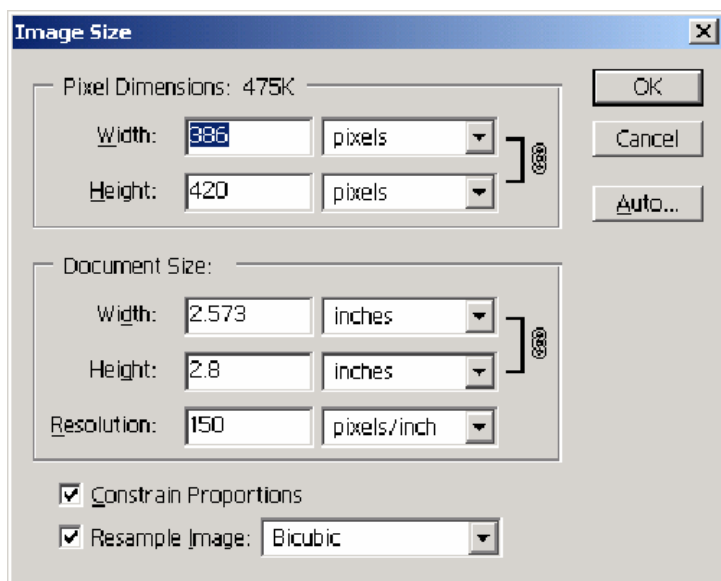 Image Size
Pixel Dimensions: 475K
OK
Width: 386 pixels
Cancel
Height: 420 pixels
Auto...
Document Size:
Width: 2.573 inches
Height: 2.8 inches
Resolution: 150 pixels/inch
Constrain Proportions
Resample Image: Bicubic